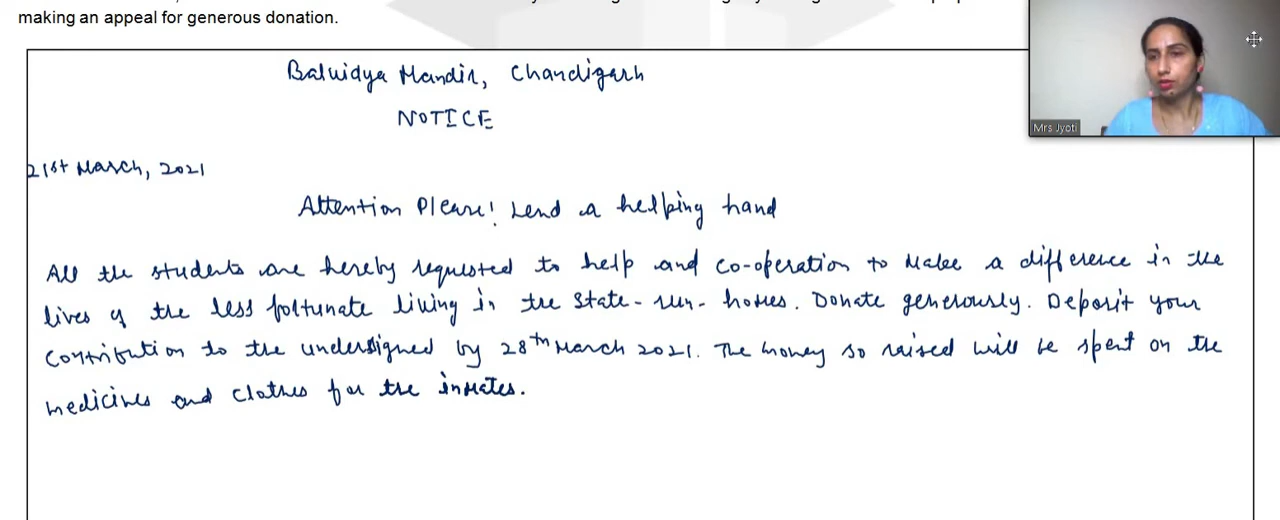 making an appeal for generous donation.
Mrs Jyoti
Balvidya Mandir, Chandigarh
NOTICE
21st March, 2021
Attention Please! Lend a helping hand
All the students are hereby requested to help and co-operation to make a difference in the
lives of the less fortunate living in the State-run-homes. Donate generously. Deposit your
contribution to the undersigned by 28th March 2021. The money so raised will be spent on the
medicines and clothes for the inmates.